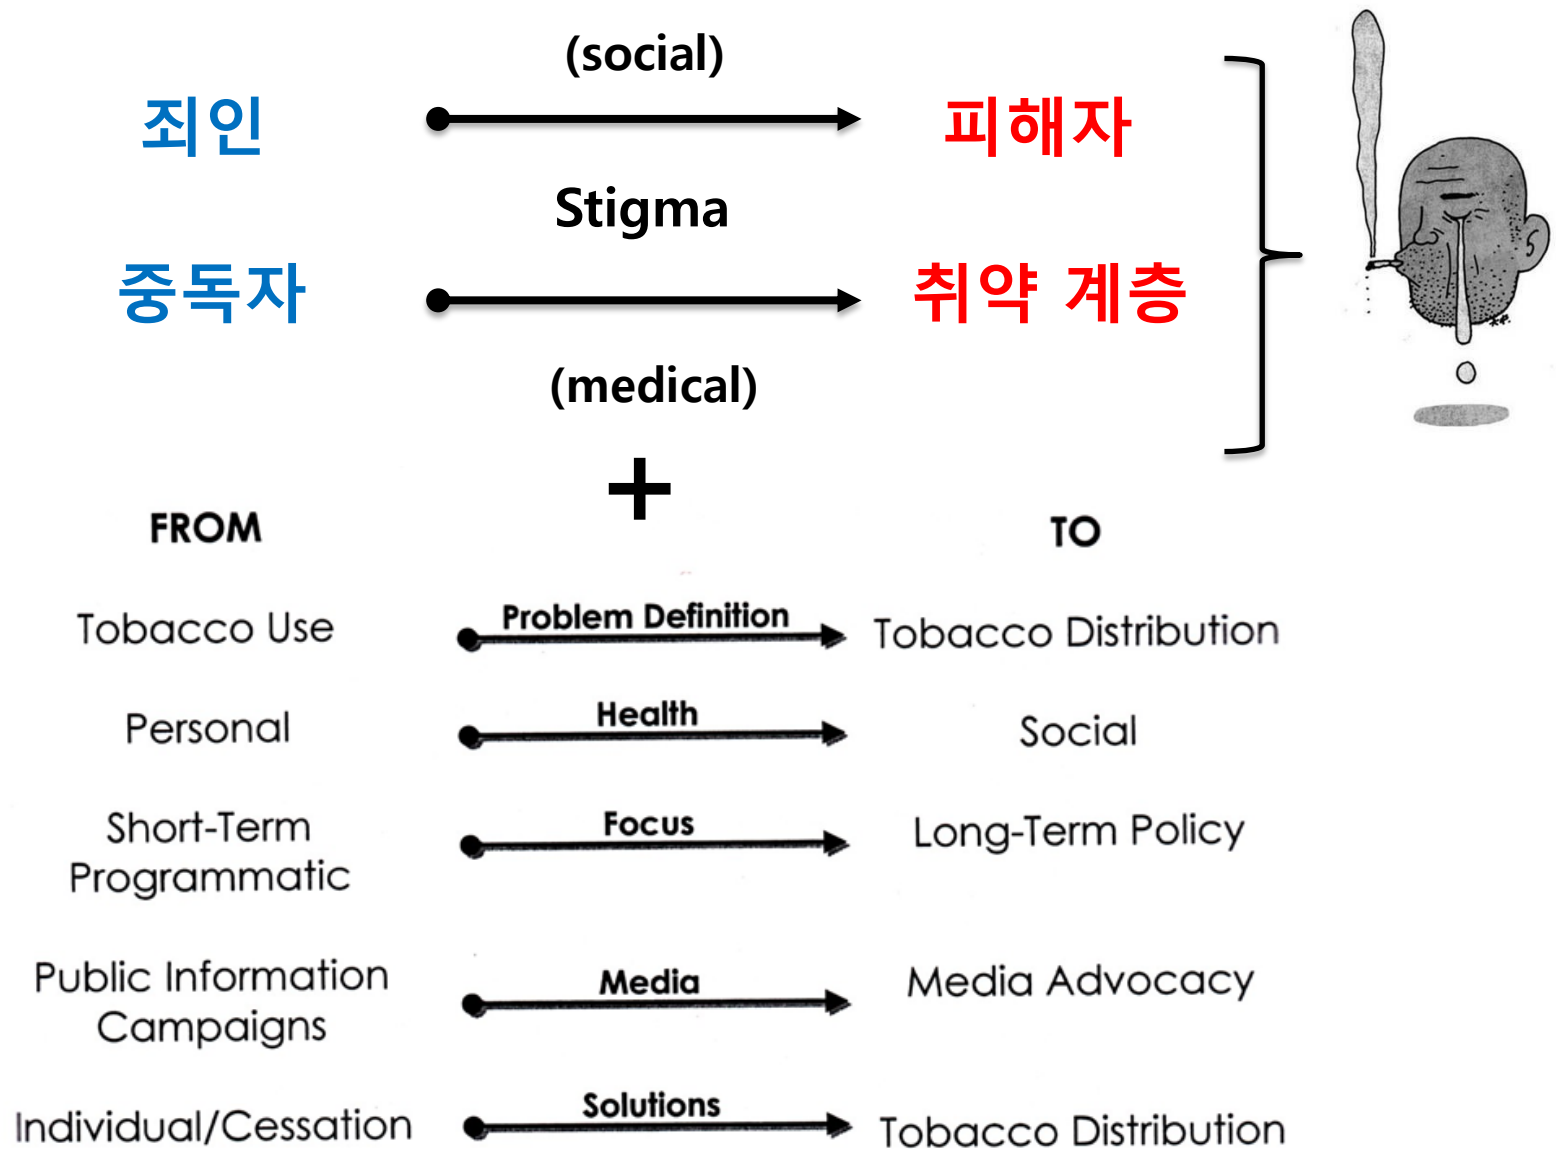 (social)
죄인 피해자
Stigma
중독자 취약 계층
(medical)
+
FROM TO
Tobacco Use Problem Definition Tobacco Distribution
Personal Health Social
Short-Term
Programmatic Focus Long-Term Policy
Public Information
Campaigns Media Media Advocacy
Individual/Cessation Solutions Tobacco Distribution